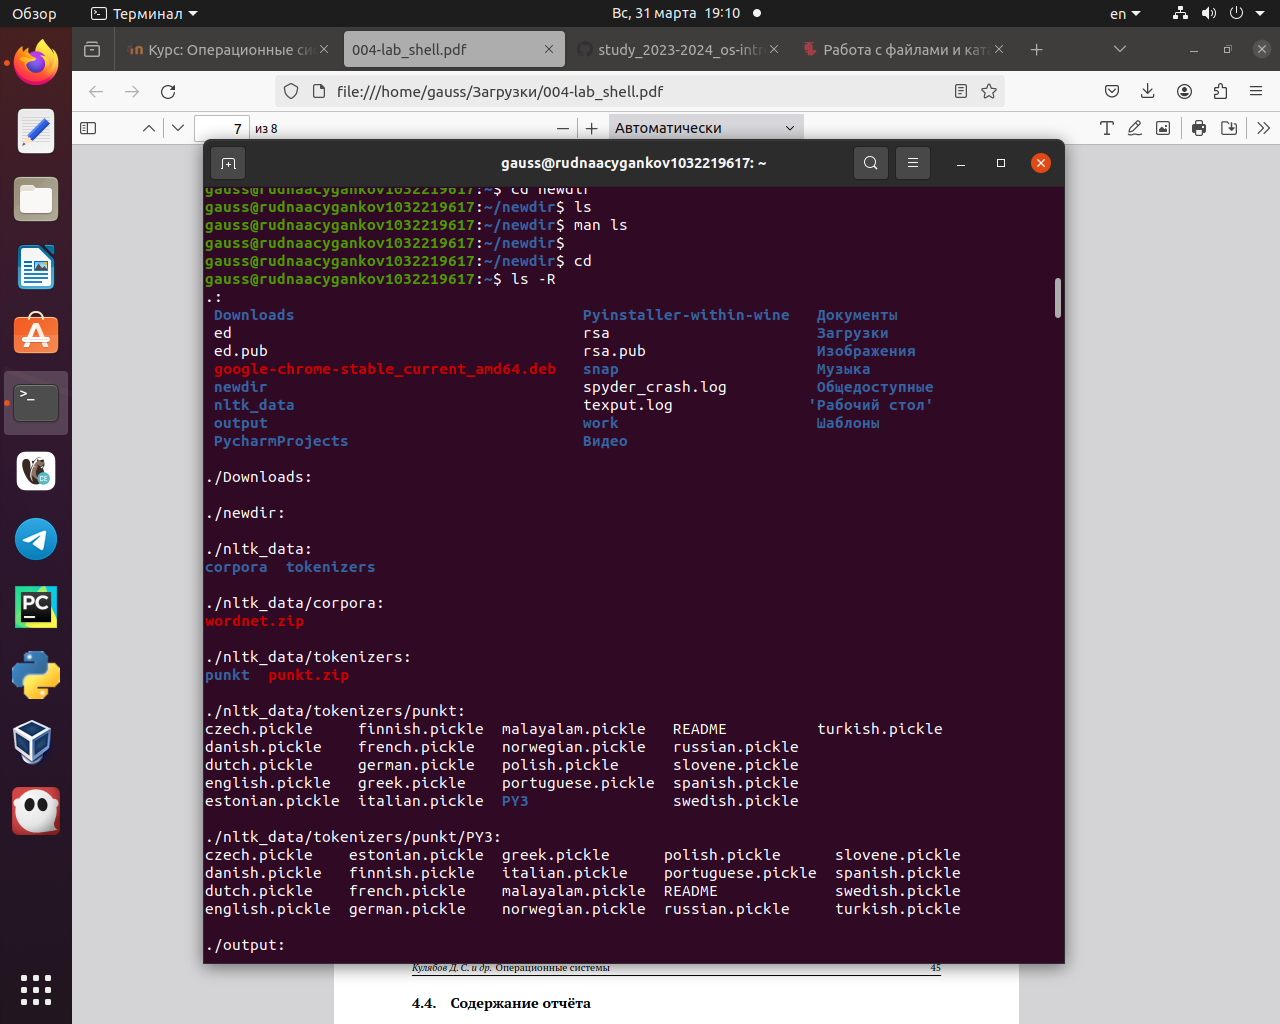 Обзор Терминал Вс, 31 марта 19:10 en
Курс: Операционные си 004-lab_shell.pdf study_2023-2024_os-intr Работа с файлами и ката
file:///home/gauss/Загрузки/004-lab_shell.pdf
7 из 8 Автоматически
gauss@rudnaacygankov1032219617: ~
gauss@rudnaacygankov1032219617:~$ cd newdir
gauss@rudnaacygankov1032219617:~/newdir$ ls
gauss@rudnaacygankov1032219617:~/newdir$ man ls
gauss@rudnaacygankov1032219617:~/newdir$
gauss@rudnaacygankov1032219617:~/newdir$ cd
gauss@rudnaacygankov1032219617:~$ ls -R
.:
Downloads Pyinstaller-within-wine Документы
ed rsa Загрузки
ed.pub rsa.pub Изображения
google-chrome-stable_current_amd64.deb snap Музыка
newdir spyder_crash.log Общедоступные
nltk_data texput.log 'Рабочий стол'
output work Шаблоны
PycharmProjects Видео
./Downloads:
./newdir:
./nltk_data:
corpora tokenizers
./nltk_data/corpora:
wordnet.zip
./nltk_data/tokenizers:
punkt punkt.zip
./nltk_data/tokenizers/punkt:
czech.pickle finnish.pickle malayalam.pickle README turkish.pickle
danish.pickle french.pickle norwegian.pickle russian.pickle
dutch.pickle german.pickle polish.pickle slovene.pickle
english.pickle greek.pickle portuguese.pickle spanish.pickle
estonian.pickle italian.pickle PY3 swedish.pickle
./nltk_data/tokenizers/punkt/PY3:
czech.pickle estonian.pickle greek.pickle polish.pickle slovene.pickle
danish.pickle finnish.pickle italian.pickle portuguese.pickle spanish.pickle
dutch.pickle french.pickle malayalam.pickle README swedish.pickle
english.pickle german.pickle norwegian.pickle russian.pickle turkish.pickle
./output:
Кулябов Д. С. и др. Операционные системы 45
4.4. Содержание отчёта